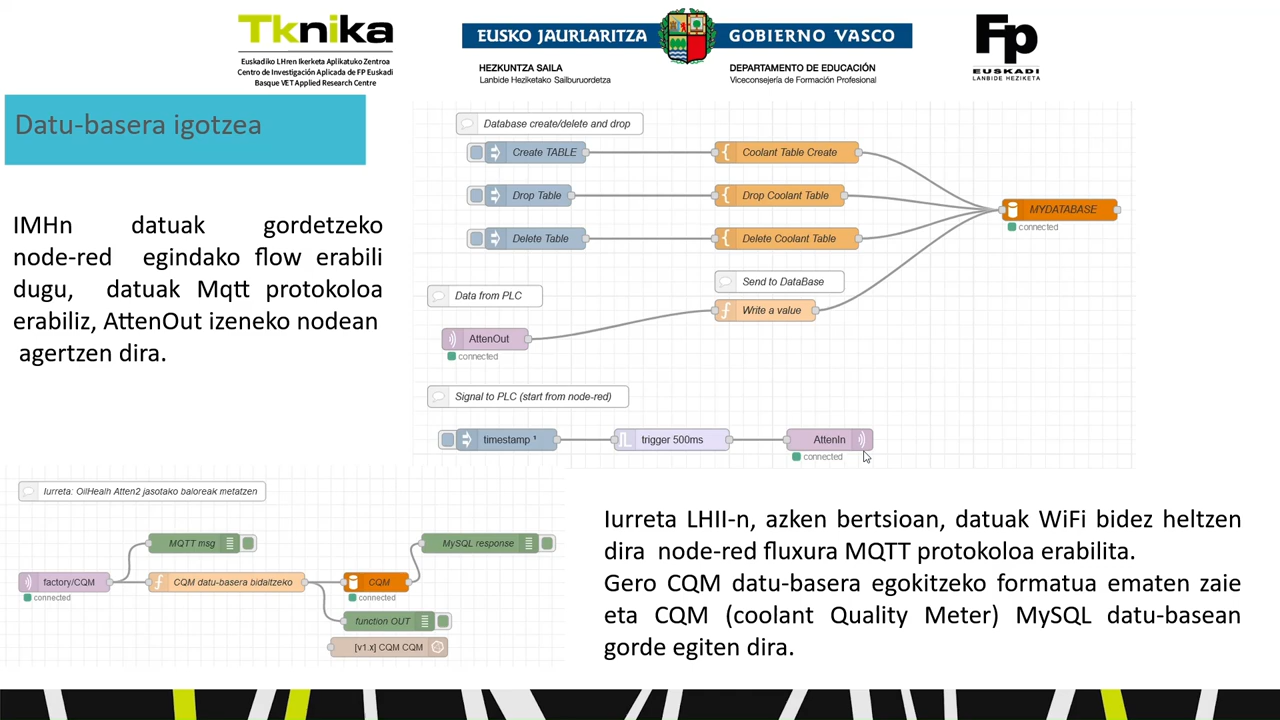 Tknika
Euskadiko LHren Ikerketa Aplikatuko Zentroa
Centro de Investigación Aplicada de FP Euskadi
Basque VET Applied Research Centre
EUSKO JAURLARITZA
GOBIERNO VASCO
HEZKUNTZA SAILA
Lanbide Heziketako Sailburuordetza
DEPARTAMENTO DE EDUCACIÓN
Viceconsejería de Formación Profesional
Fp
EUSKADI
LANBIDE HEZIKETA
Datu-basera igotzea
IMHn datuak gordetzeko
node-red egindako flow erabili
dugu, datuak Mqtt protokoloa
erabiliz, AttenOut izeneko nodean
agertzen dira.
Database create/delete and drop
Create TABLE
Coolant Table Create
Drop Table
Drop Coolant Table
MYDATABASE
connected
Delete Table
Delete Coolant Table
Send to DataBase
Data from PLC
Write a value
AttenOut
connected
Signal to PLC (start from node-red)
timestamp ¹
trigger 500ms
AttenIn
connected
Iurreta: OilHealh Atten2 jasotako baloreak metatzen
MQTT msg
MySQL response
factory/CQM
connected
CQM datu-basera bidaltzeko
CQM
connected
function OUT
[v1.x] CQM CQM
Iurreta LHII-n, azken bertsioan, datuak WiFi bidez heltzen
dira node-red fluxura MQTT protokoloa erabilita.
Gero CQM datu-basera egokitzeko formatua ematen zaie
eta CQM (coolant Quality Meter) MySQL datu-basean
gorde egiten dira.